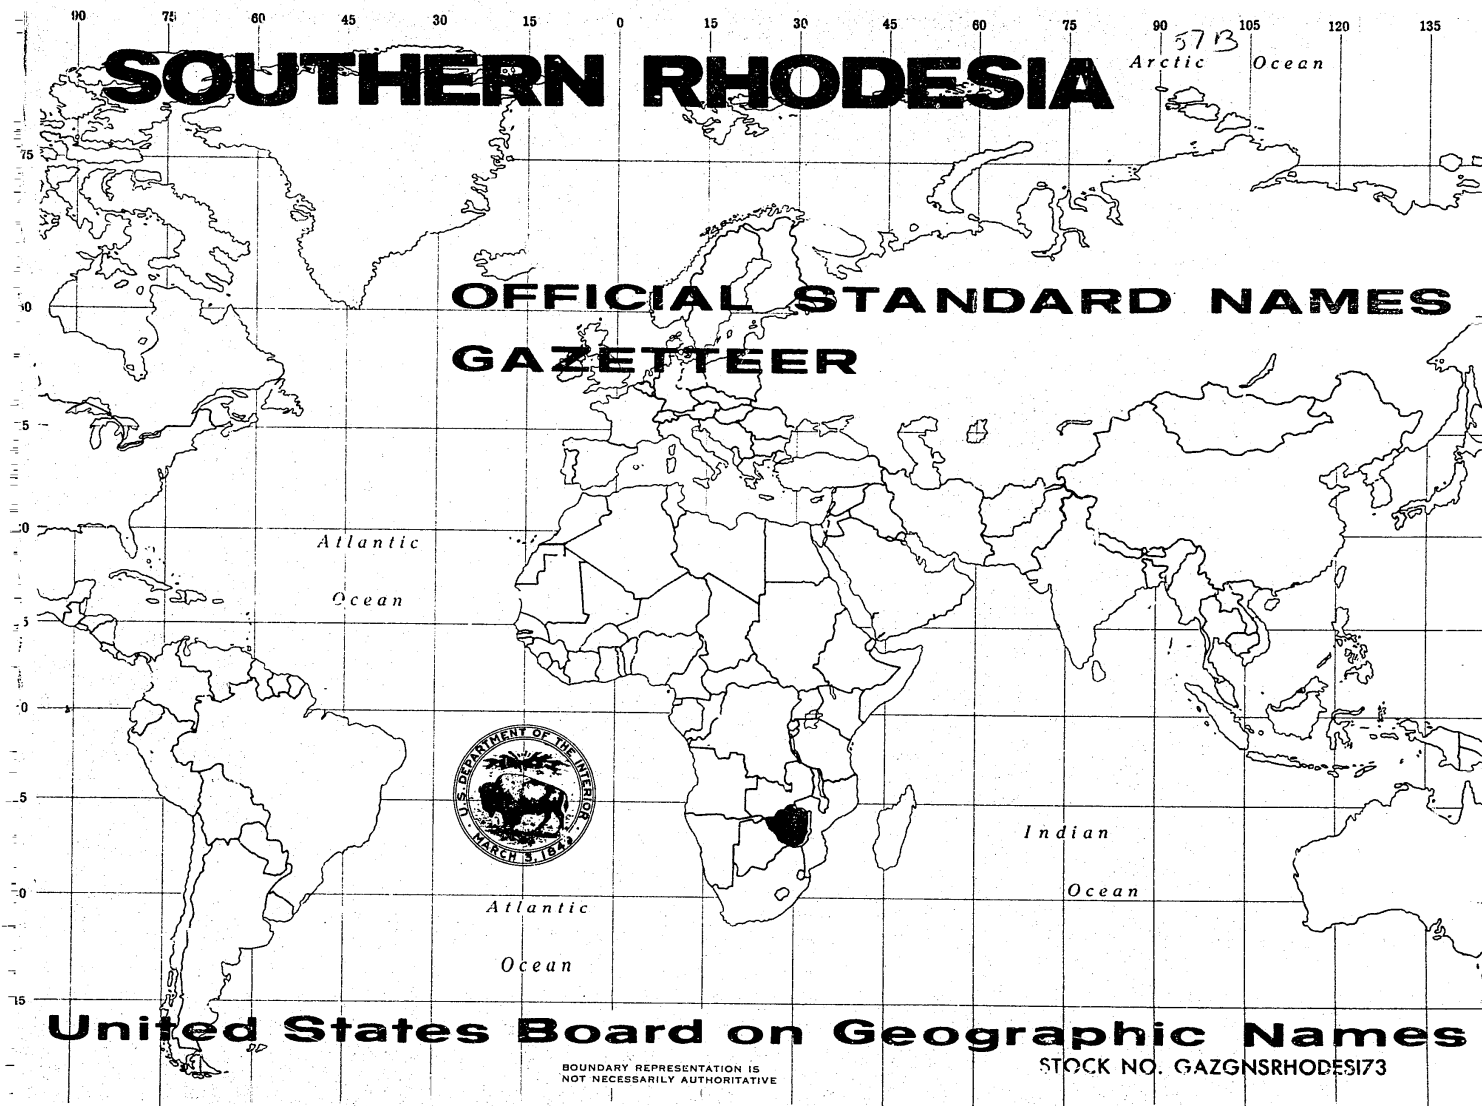 90 75 60 45 30 15 0 15 30 45 60 75 90 105 120 135
57 B
SOUTHERN RHODESIA
Arctic Ocean
75
OFFICIAL STANDARD NAMES
GAZETTEER
Atlantic
Ocean
U.S. DEPARTMENT OF THE INTERIOR
MARCH 3, 1849
Indian
Ocean
Atlantic
Ocean
United States Board on Geographic Names
BOUNDARY REPRESENTATION IS
NOT NECESSARILY AUTHORITATIVE
STOCK NO. GAZGNSRHODESI73